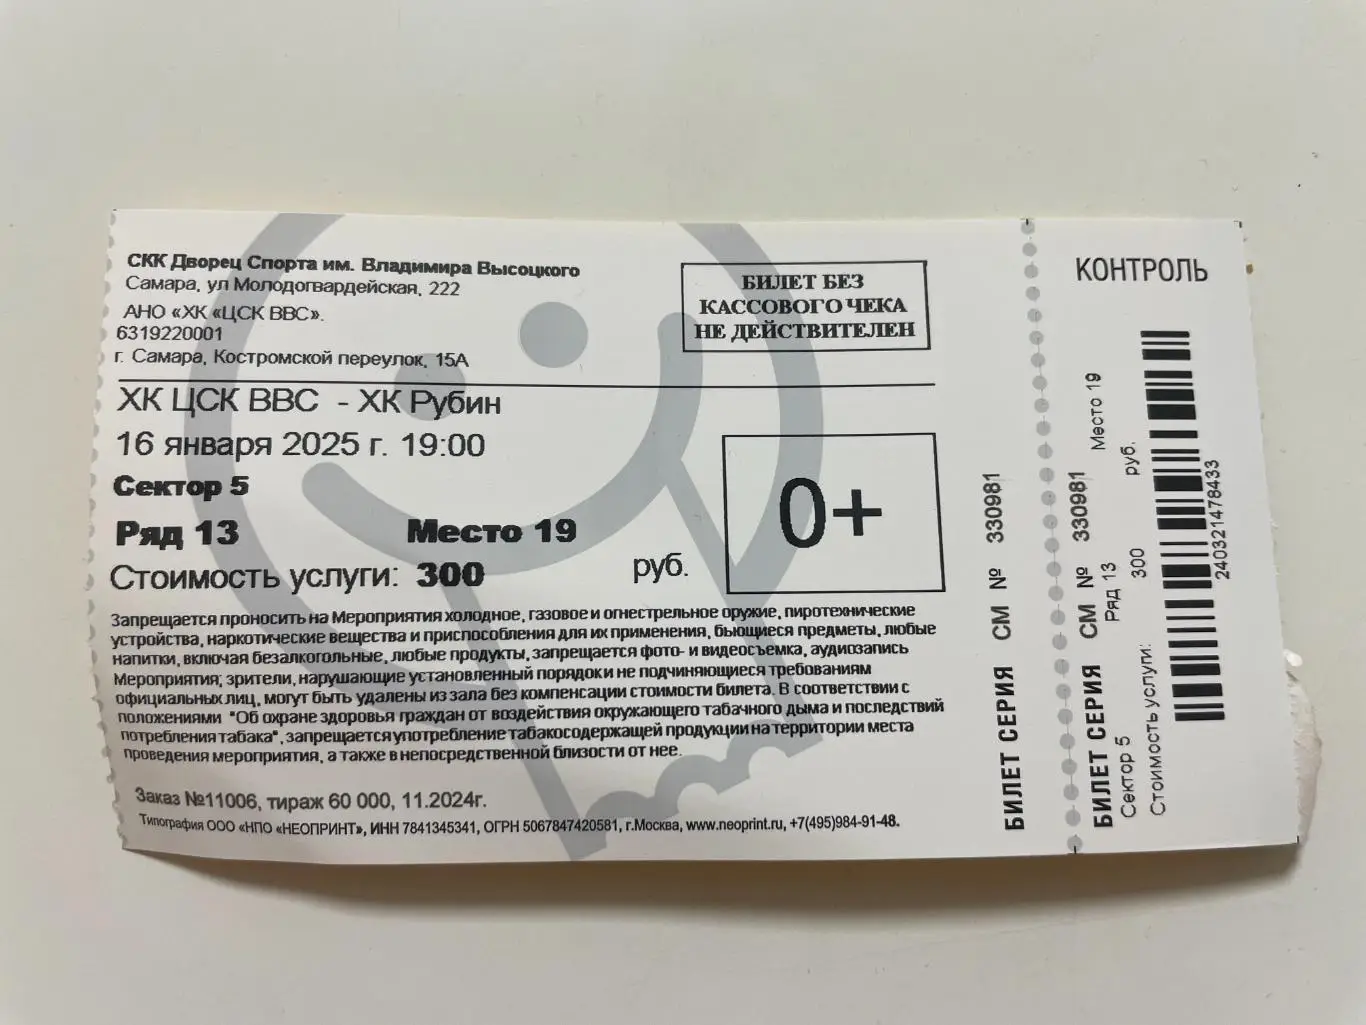 СКК Дворец Спорта им. Владимира Высоцкого
Самара, ул Молодогвардейская, 222
АНО «ХК «ЦСК ВВС».
6319220001
г. Самара, Костромской переулок, 15А
БИЛЕТ БЕЗ
КАССОВОГО ЧЕКА
НЕ ДЕЙСТВИТЕЛЕН
ХК ЦСК ВВС - ХК Рубин
16 января 2025 г. 19:00
Сектор 5
Ряд 13 Место 19
Стоимость услуги: 300 руб.
0+
Запрещается проносить на Мероприятия холодное, газовое и огнестрельное оружие, пиротехнические
устройства, наркотические вещества и приспособления для их применения, бьющиеся предметы, любые
напитки, включая безалкогольные, любые продукты, запрещается фото- и видеосъемка, аудиозапись
Мероприятия; зрители, нарушающие установленный порядок и не подчиняющиеся требованиям
официальных лиц, могут быть удалены из зала без компенсации стоимости билета. В соответствии с
положениями "Об охране здоровья граждан от воздействия окружающего табачного дыма и последствий
потребления табака", запрещается употребление табакосодержащей продукции на территории места
проведения мероприятия, а также в непосредственной близости от нее.
Заказ №11006, тираж 60 000, 11.2024г.
Типография ООО «НПО «НЕОПРИНТ», ИНН 7841345341, ОГРН 5067847420581, г.Москва, www.neoprint.ru, +7(495)984-91-48.
БИЛЕТ СЕРИЯ СМ № 330981
КОНТРОЛЬ
БИЛЕТ СЕРИЯ СМ № 330981
Сектор 5 Ряд 13 Место 19
Стоимость услуги: 300 руб.
24032147843​3